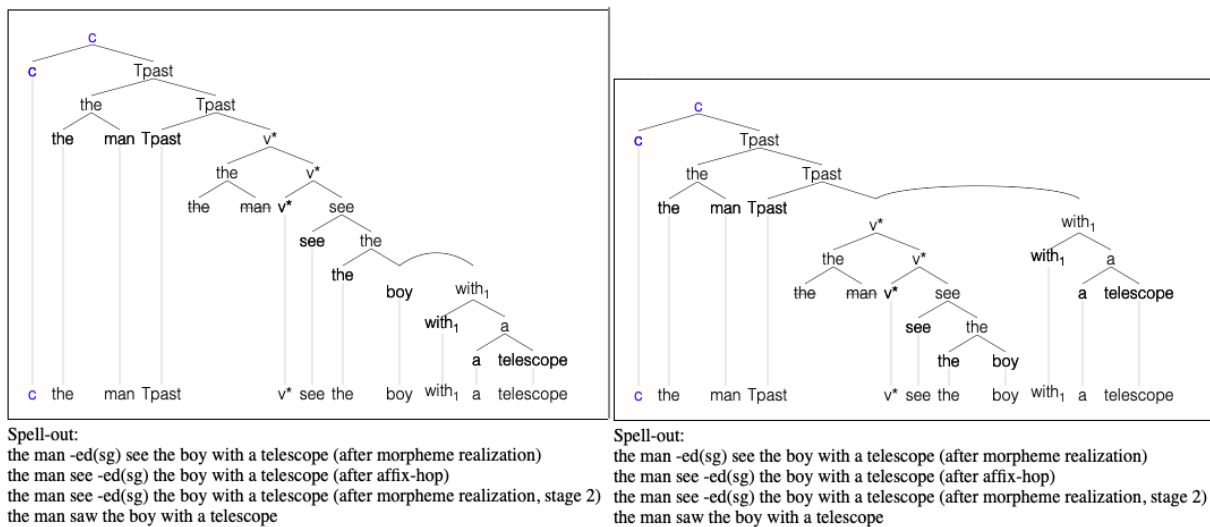 c
c Tpast
the Tpast
the man Tpast v*
the v*
the man v* see
see the
the
boy with₁
with₁ a
a telescope
c the man Tpast v* see the boy with₁ a telescope
Spell-out:
the man -ed(sg) see the boy with a telescope (after morpheme realization)
the man see -ed(sg) the boy with a telescope (after affix-hop)
the man see -ed(sg) the boy with a telescope (after morpheme realization, stage 2)
the man saw the boy with a telescope
c
c Tpast
the Tpast
the man Tpast
v* with₁
the v* with₁ a
the man v* see a telescope
see the
the boy
c the man Tpast v* see the boy with₁ a telescope
Spell-out:
the man -ed(sg) see the boy with a telescope (after morpheme realization)
the man see -ed(sg) the boy with a telescope (after affix-hop)
the man see -ed(sg) the boy with a telescope (after morpheme realization, stage 2)
the man saw the boy with a telescope